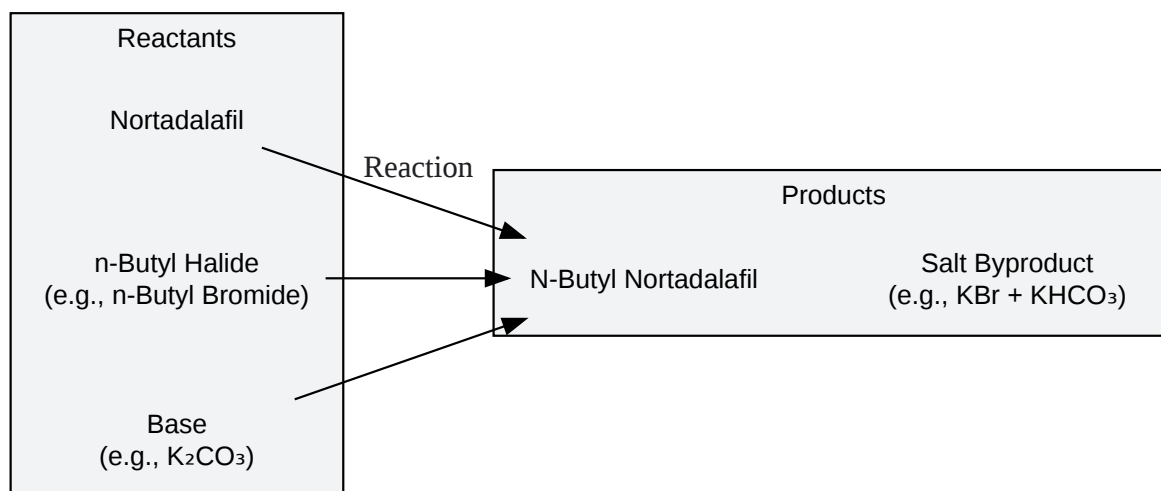 Reactants
Nortadalafil
Reaction
n-Butyl Halide
(e.g., n-Butyl Bromide)
Base
(e.g., K₂CO₃)
Products
N-Butyl Nortadalafil
Salt Byproduct
(e.g., KBr + KHCO₃)